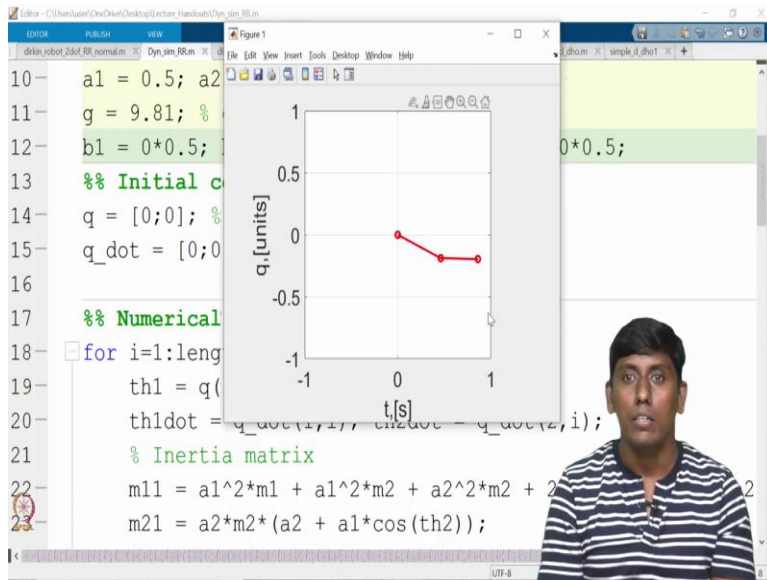 Editor - C:\Users\user\OneDrive\Desktop\Lecture_Handouts\Dyn_sim_RR.m
EDITOR PUBLISH VIEW
dirkin_robot_2dof_RR_normal.m Dyn_sim_RR.m simple_d_dho1 +
Figure 1
File Edit View Insert Tools Desktop Window Help
1
0.5
0
-0.5
-1
-1 0 1
q,[units]
t,[s]
10 a1 = 0.5; a2
11 g = 9.81; %
12 b1 = 0*0.5; 0*0.5;
13 %% Initial c
14 q = [0;0]; %
15 q_dot = [0;0
16
17 %% Numerical
18 for i=1:leng
19 th1 = q(
20 th1dot = q_dot(1,i); th2dot = q_dot(2,i);
21 % Inertia matrix
22 m11 = a1^2*m1 + a1^2*m2 + a2^2*m2 + 2
23 m21 = a2*m2*(a2 + a1*cos(th2));
UTF-8